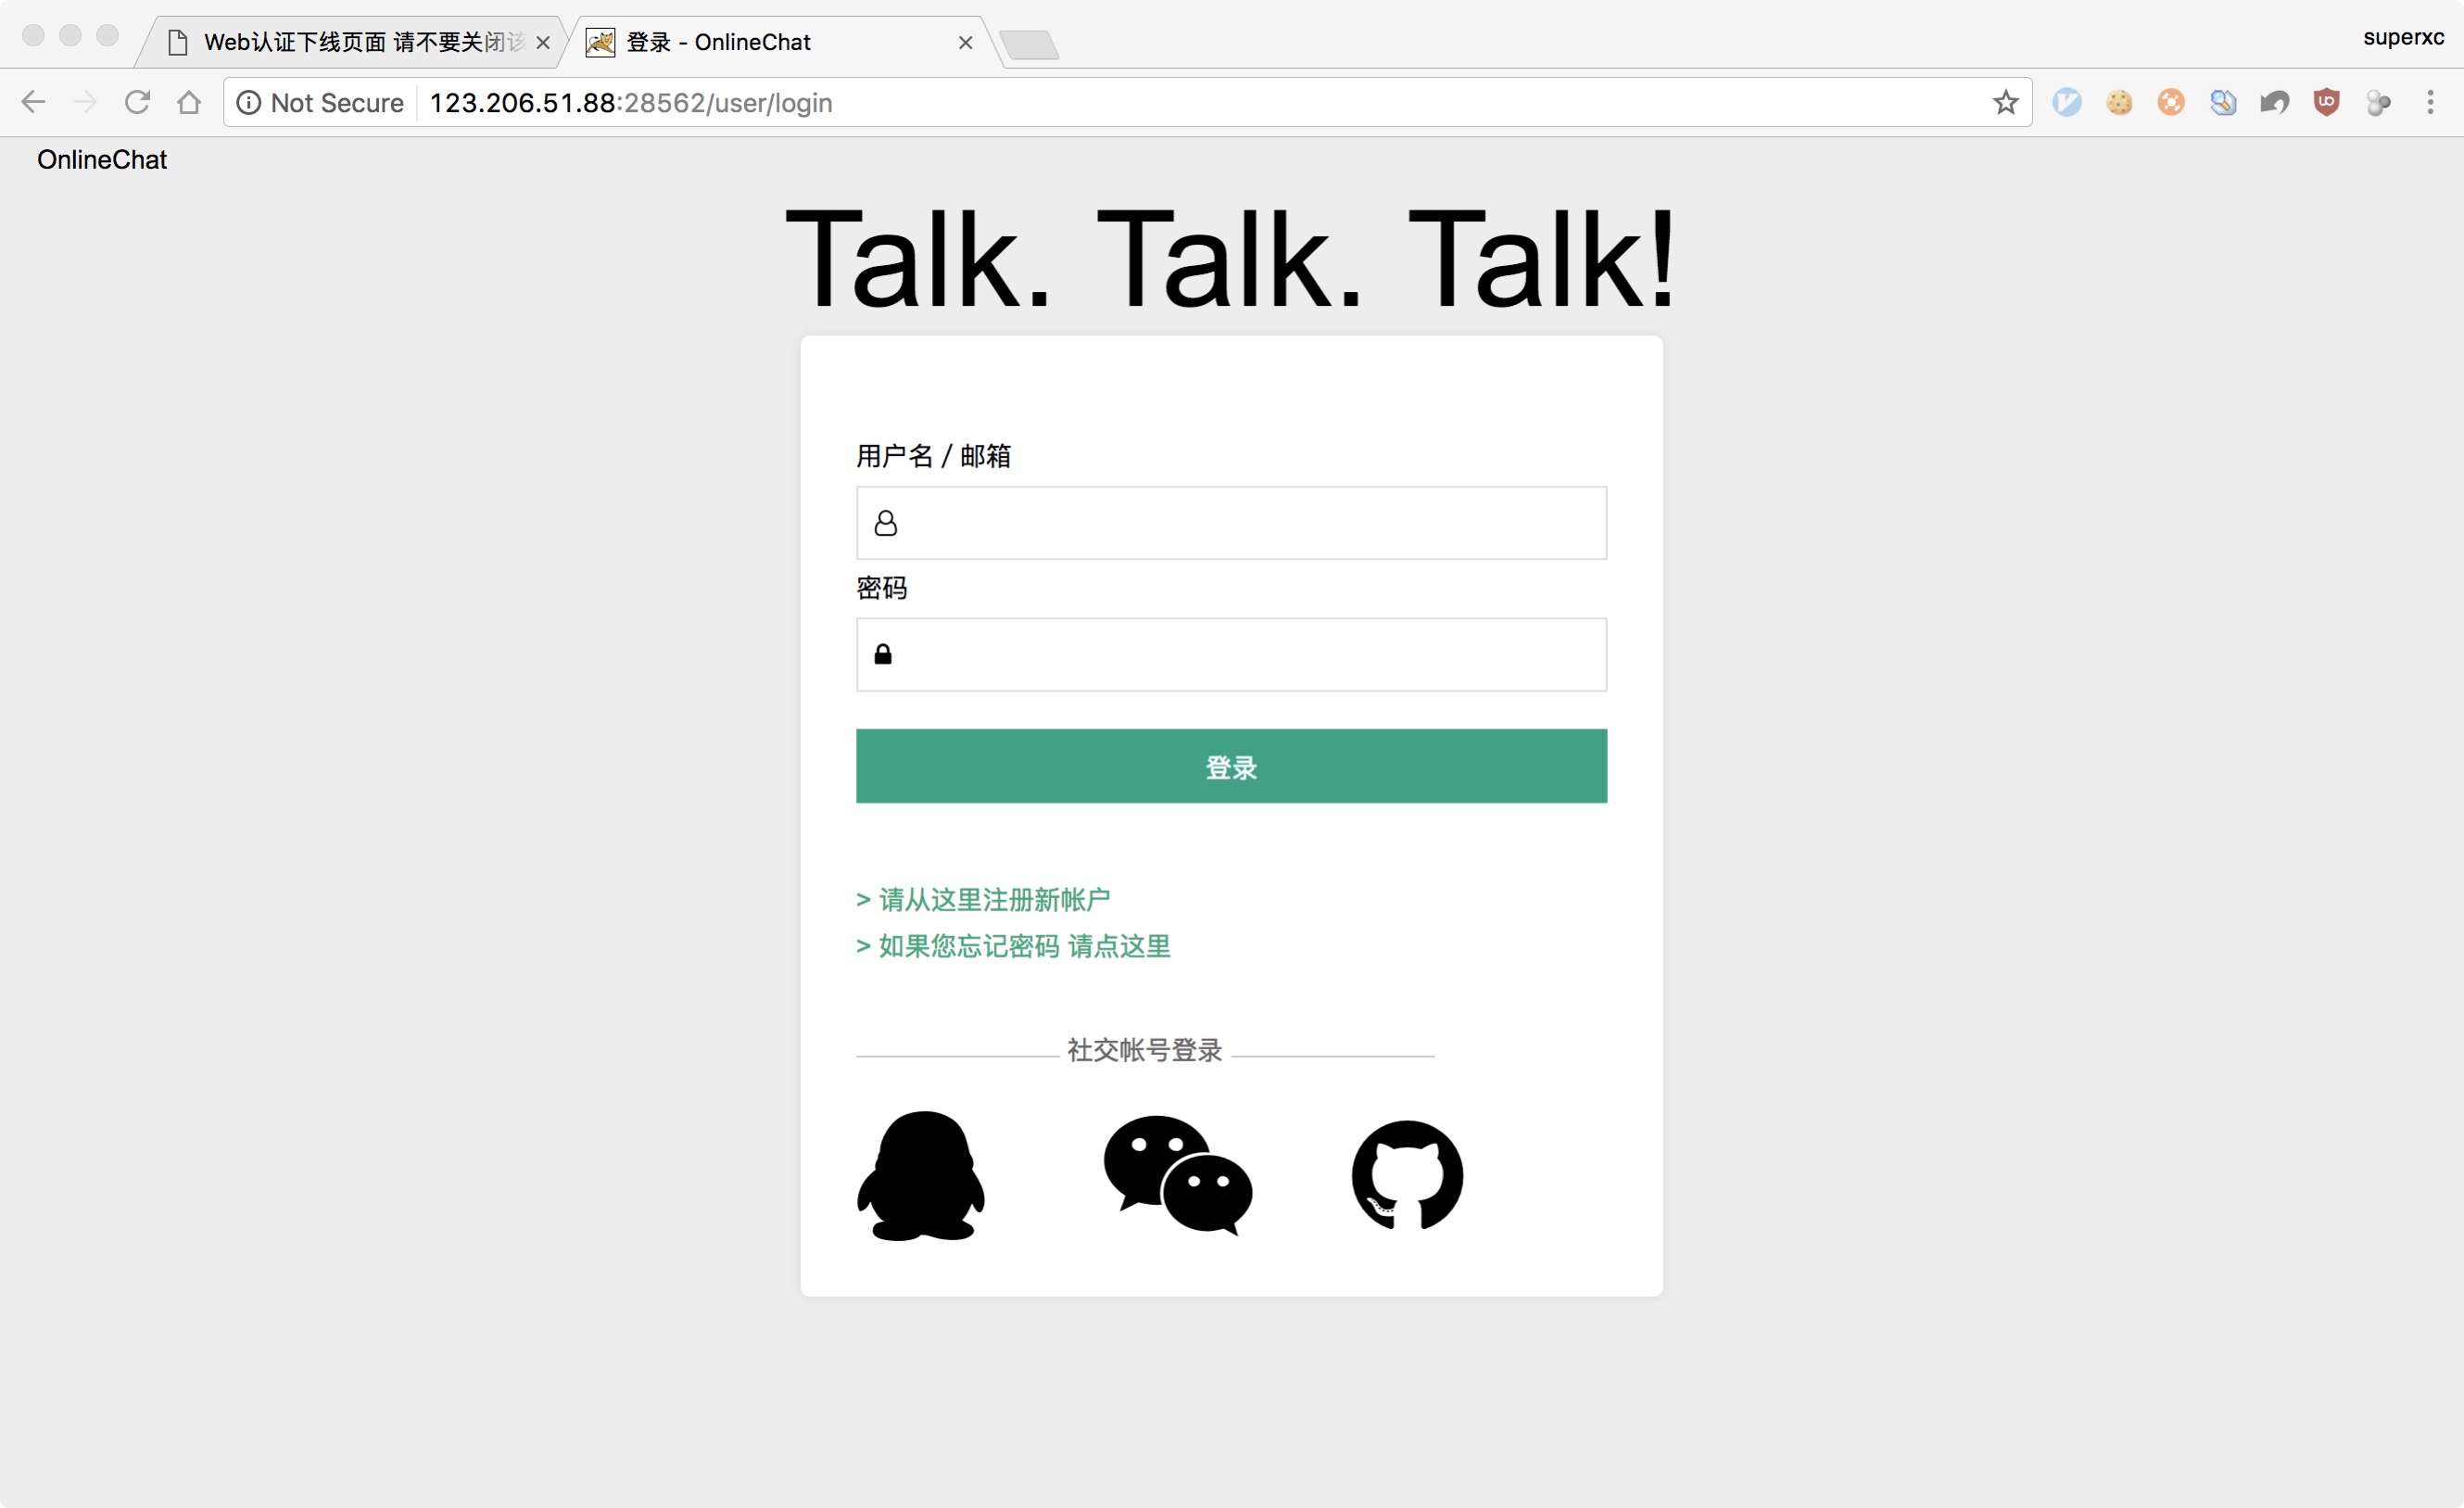 Web认证下线页面 请不要关闭该
登录 - OnlineChat
superxc
Not Secure
123.206.51.88:28562/user/login
OnlineChat
Talk. Talk. Talk!
用户名 / 邮箱
密码
登录
> 请从这里注册新帐户
> 如果您忘记密码 请点这里
社交帐号登录